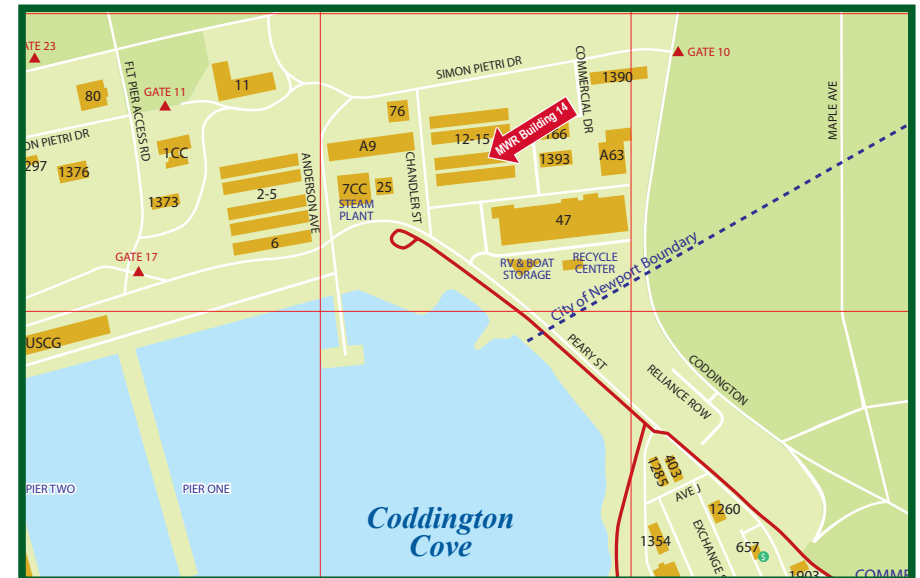 ATE 23
80
FLT PIER ACCESS RD
GATE 11
11
ON PIETRI DR
297
1376
1CC
1373
GATE 17
2-5
6
ANDERSON AVE
76
A9
7CC
25
STEAM
PLANT
CHANDLER ST
SIMON PIETRI DR
12-15
MWR Building 14
166
1393
COMMERCIAL DR
1390
A63
GATE 10
MAPLE AVE
47
RV & BOAT
STORAGE
RECYCLE
CENTER
City of Newport Boundary
USCG
PEARY ST
RELIANCE ROW
CODDINGTON
PIER TWO
PIER ONE
Coddington
Cove
1285
403
AVE J
1260
1354
EXCHANGE
657
S
1903
COMME